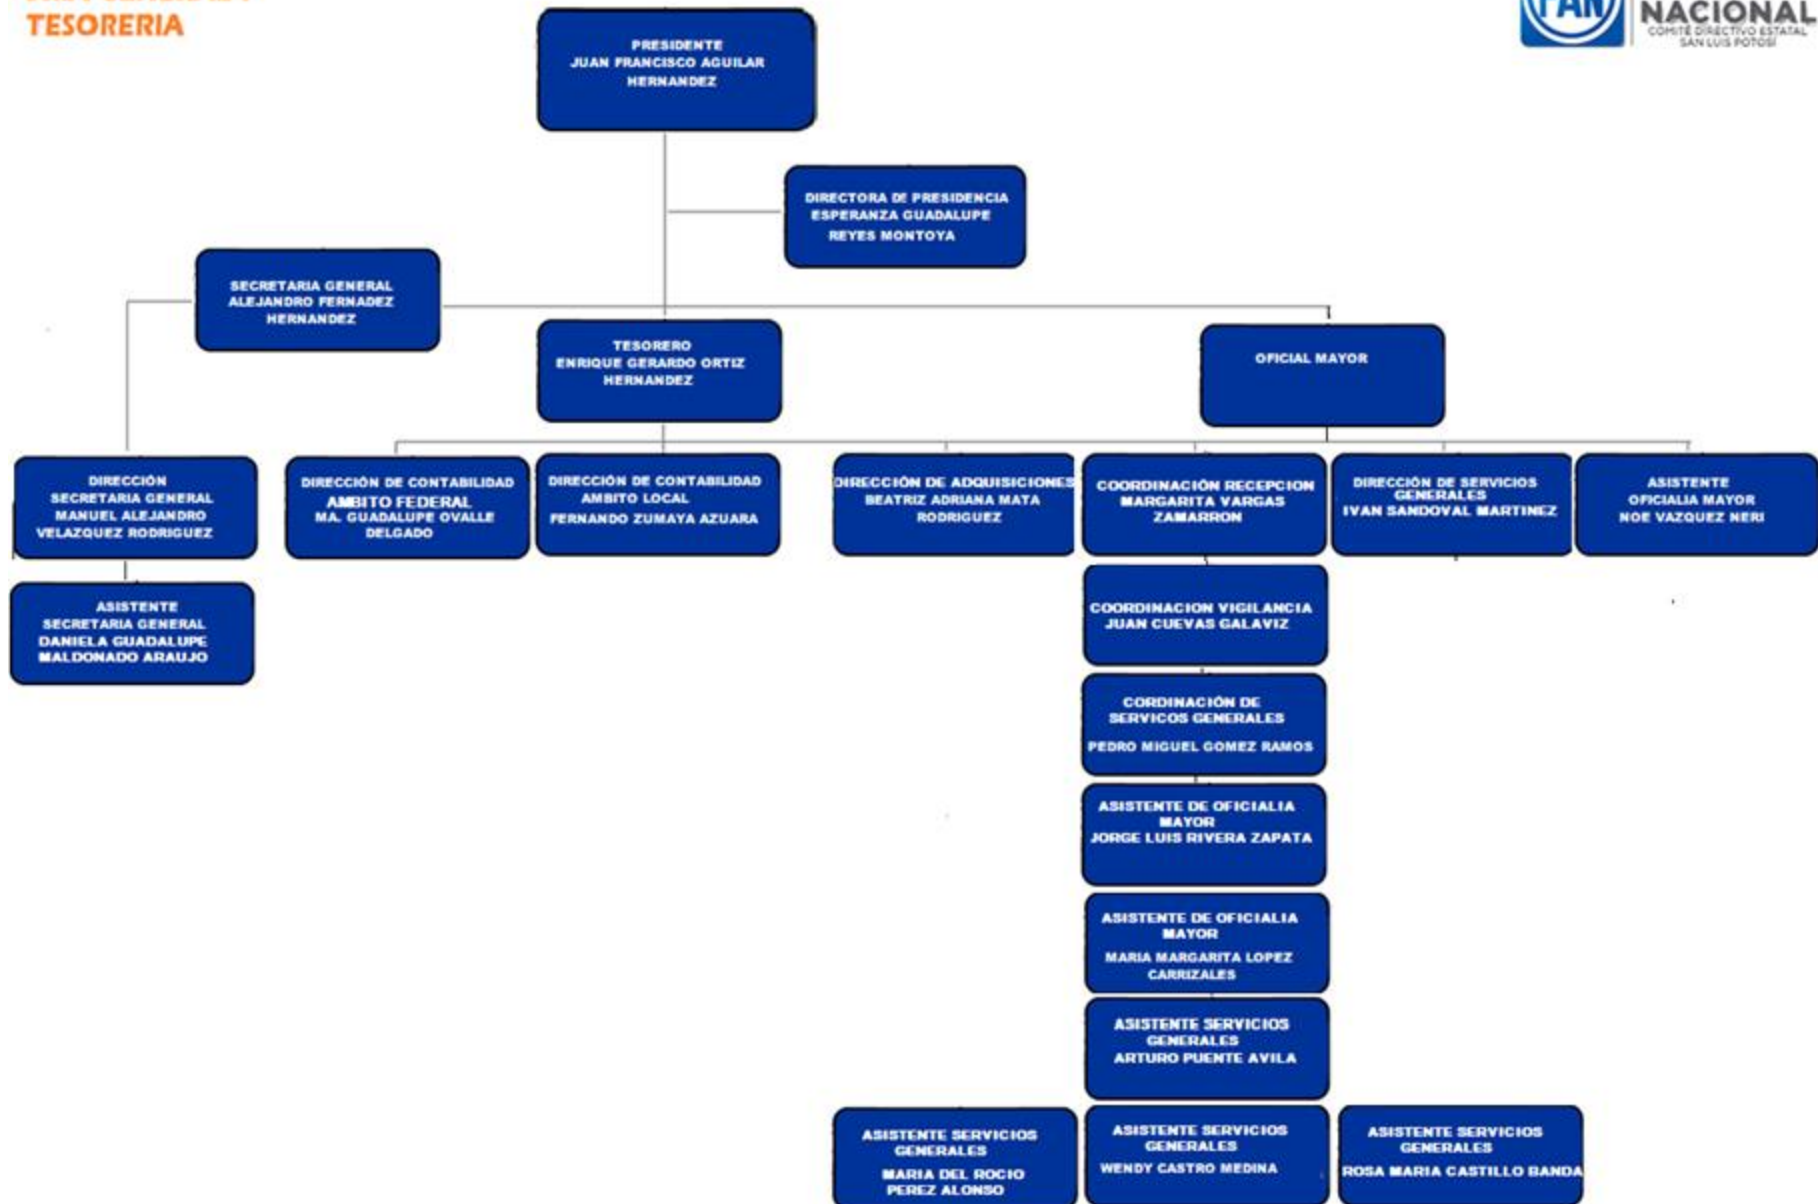 TESORERIA
PAN
NACIONAL
COMITÉ DIRECTIVO ESTATAL
SAN LUIS POTOSÍ
PRESIDENTE
JUAN FRANCISCO AGUILAR
HERNANDEZ
DIRECTORA DE PRESIDENCIA
ESPERANZA GUADALUPE
REYES MONTOYA
SECRETARIA GENERAL
ALEJANDRO FERNADEZ
HERNANDEZ
TESORERO
ENRIQUE GERARDO ORTIZ
HERNANDEZ
OFICIAL MAYOR
DIRECCIÓN
SECRETARIA GENERAL
MANUEL ALEJANDRO
VELAZQUEZ RODRIGUEZ
DIRECCIÓN DE CONTABILIDAD
AMBITO FEDERAL
MA. GUADALUPE OVALLE
DELGADO
DIRECCIÓN DE CONTABILIDAD
AMBITO LOCAL
FERNANDO ZUMAYA AZUARA
DIRECCIÓN DE ADQUISICIONES
BEATRIZ ADRIANA MATA
RODRIGUEZ
COORDINACIÓN RECEPCION
MARGARITA VARGAS
ZAMARRON
DIRECCIÓN DE SERVICIOS
GENERALES
IVAN SANDOVAL MARTINEZ
ASISTENTE
OFICIALIA MAYOR
NOE VAZQUEZ NERI
ASISTENTE
SECRETARIA GENERAL
DANIELA GUADALUPE
MALDONADO ARAUJO
COORDINACION VIGILANCIA
JUAN CUEVAS GALAVIZ
CORDINACIÓN DE
SERVICOS GENERALES
PEDRO MIGUEL GOMEZ RAMOS
ASISTENTE DE OFICIALIA
MAYOR
JORGE LUIS RIVERA ZAPATA
ASISTENTE DE OFICIALIA
MAYOR
MARIA MARGARITA LOPEZ
CARRIZALES
ASISTENTE SERVICIOS
GENERALES
ARTURO PUENTE AVILA
ASISTENTE SERVICIOS
GENERALES
MARIA DEL ROCIO
PEREZ ALONSO
ASISTENTE SERVICIOS
GENERALES
WENDY CASTRO MEDINA
ASISTENTE SERVICIOS
GENERALES
ROSA MARIA CASTILLO BANDA